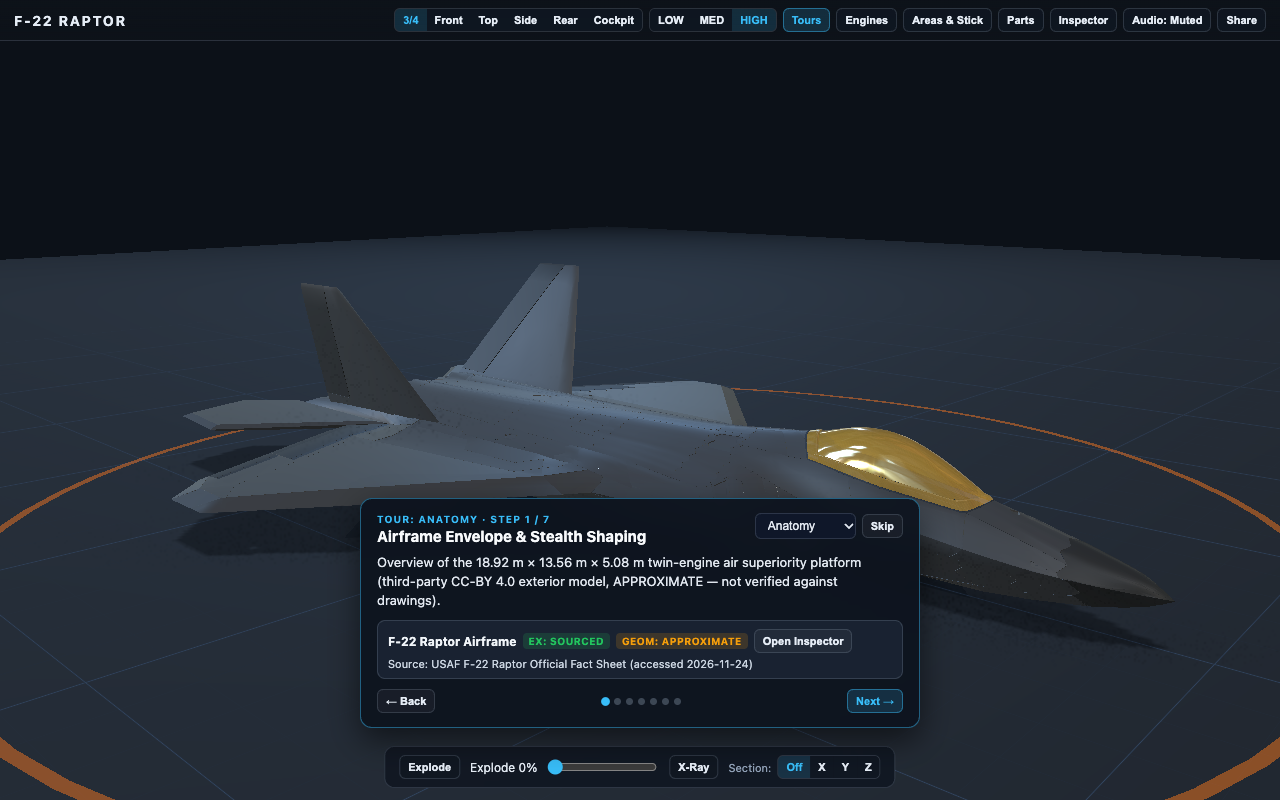 F-22 RAPTOR
3/4 Front Top Side Rear Cockpit LOW MED HIGH Tours Engines Areas & Stick Parts Inspector Audio: Muted Share
TOUR: ANATOMY · STEP 1 / 7
Airframe Envelope & Stealth Shaping
Anatomy Skip
Overview of the 18.92 m × 13.56 m × 5.08 m twin-engine air superiority platform
(third-party CC-BY 4.0 exterior model, APPROXIMATE — not verified against
drawings).
F-22 Raptor Airframe EX: SOURCED GEOM: APPROXIMATE Open Inspector
Source: USAF F-22 Raptor Official Fact Sheet (accessed 2026-11-24)
← Back Next →
Explode Explode 0% X-Ray Section: Off X Y Z